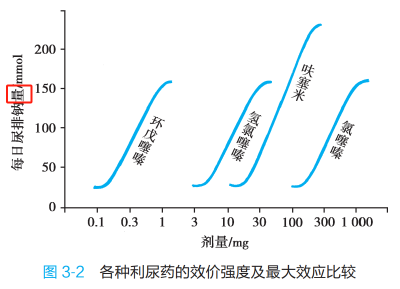 每日尿排钠量/mmol
200
150
100
50
0
环戊噻嗪
氢氯噻嗪
呋塞米
氯噻嗪
0.1 0.3 1 3 10 30 100 300 1 000
剂量/mg
图 3-2 各种利尿药的效价强度及最大效应比较